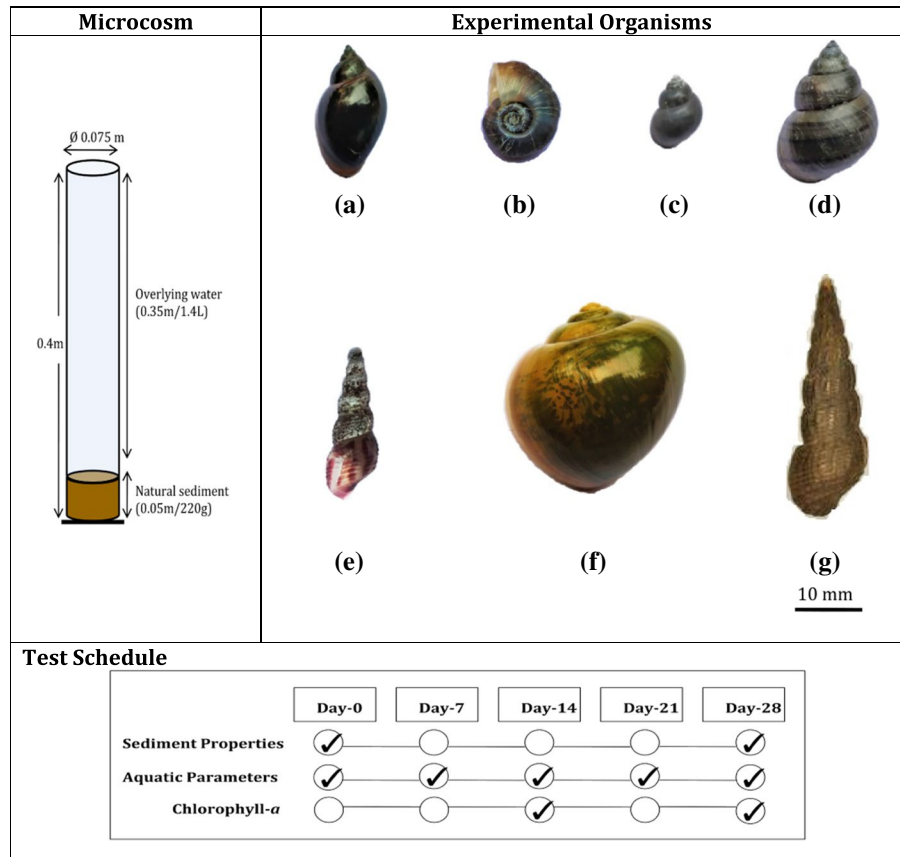 Microcosm
Experimental Organisms
Ø 0.075 m
Overlying water
(0.35m/1.4L)
0.4m
Natural sediment
(0.05m/220g)
(a)
(b)
(c)
(d)
(e)
(f)
(g)
10 mm
Test Schedule
Day-0
Day-7
Day-14
Day-21
Day-28
Sediment Properties
Aquatic Parameters
Chlorophyll-a